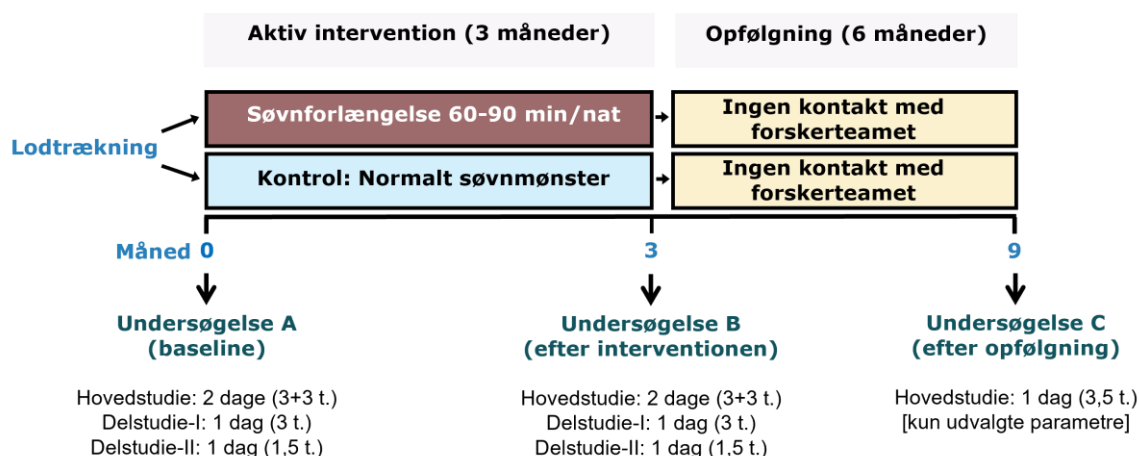 Aktiv intervention (3 måneder)
Opfølgning (6 måneder)
Lodtrækning
Søvnforlængelse 60-90 min/nat
Ingen kontakt med
forskerteamet
Kontrol: Normalt søvnmønster
Ingen kontakt med
forskerteamet
Måned 0
3
9
Undersøgelse A
(baseline)
Hovedstudie: 2 dage (3+3 t.)
Delstudie-I: 1 dag (3 t.)
Delstudie-II: 1 dag (1,5 t.)
Undersøgelse B
(efter interventionen)
Hovedstudie: 2 dage (3+3 t.)
Delstudie-I: 1 dag (3 t.)
Delstudie-II: 1 dag (1,5 t.)
Undersøgelse C
(efter opfølgning)
Hovedstudie: 1 dag (3,5 t.)
[kun udvalgte parametre]